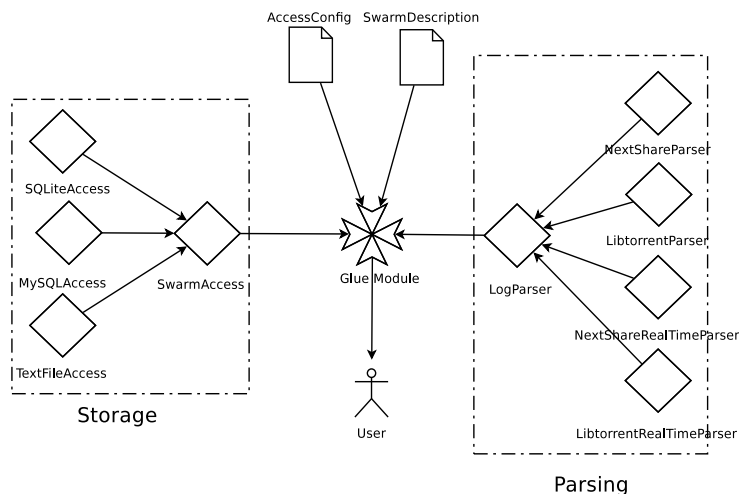 AccessConfig
SwarmDescription
SQLiteAccess
MySQLAccess
TextFileAccess
SwarmAccess
Storage
Glue Module
User
LogParser
NextShareParser
LibtorrentParser
NextShareRealTimeParser
LibtorrentRealTimeParser
Parsing